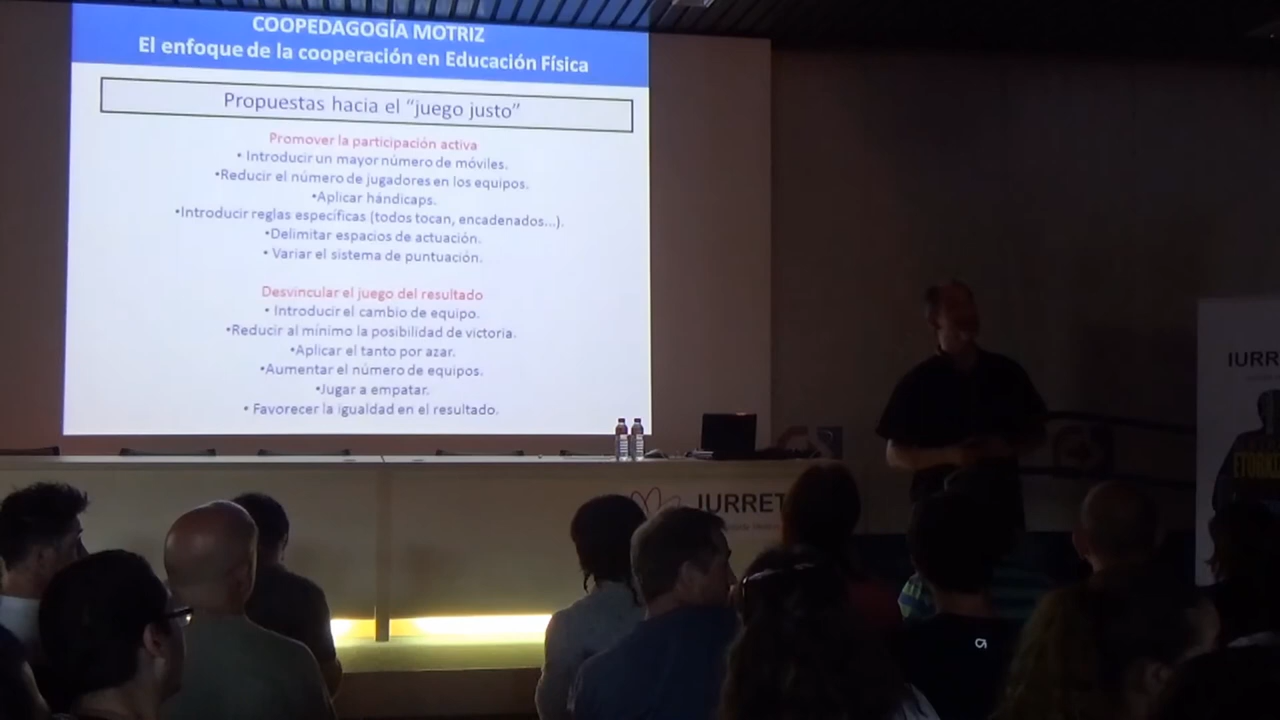 COOPEDAGOGÍA MOTRIZ
El enfoque de la cooperación en Educación Física
Propuestas hacia el “juego justo”
Promover la participación activa
• Introducir un mayor número de móviles.
•Reducir el número de jugadores en los equipos.
•Aplicar hándicaps.
•Introducir reglas específicas (todos tocan, encadenados...).
•Delimitar espacios de actuación.
• Variar el sistema de puntuación.
Desvincular el juego del resultado
• Introducir el cambio de equipo.
•Reducir al mínimo la posibilidad de victoria.
•Aplicar el tanto por azar.
•Aumentar el número de equipos.
•Jugar a empatar.
• Favorecer la igualdad en el resultado.
IURRET
IURR